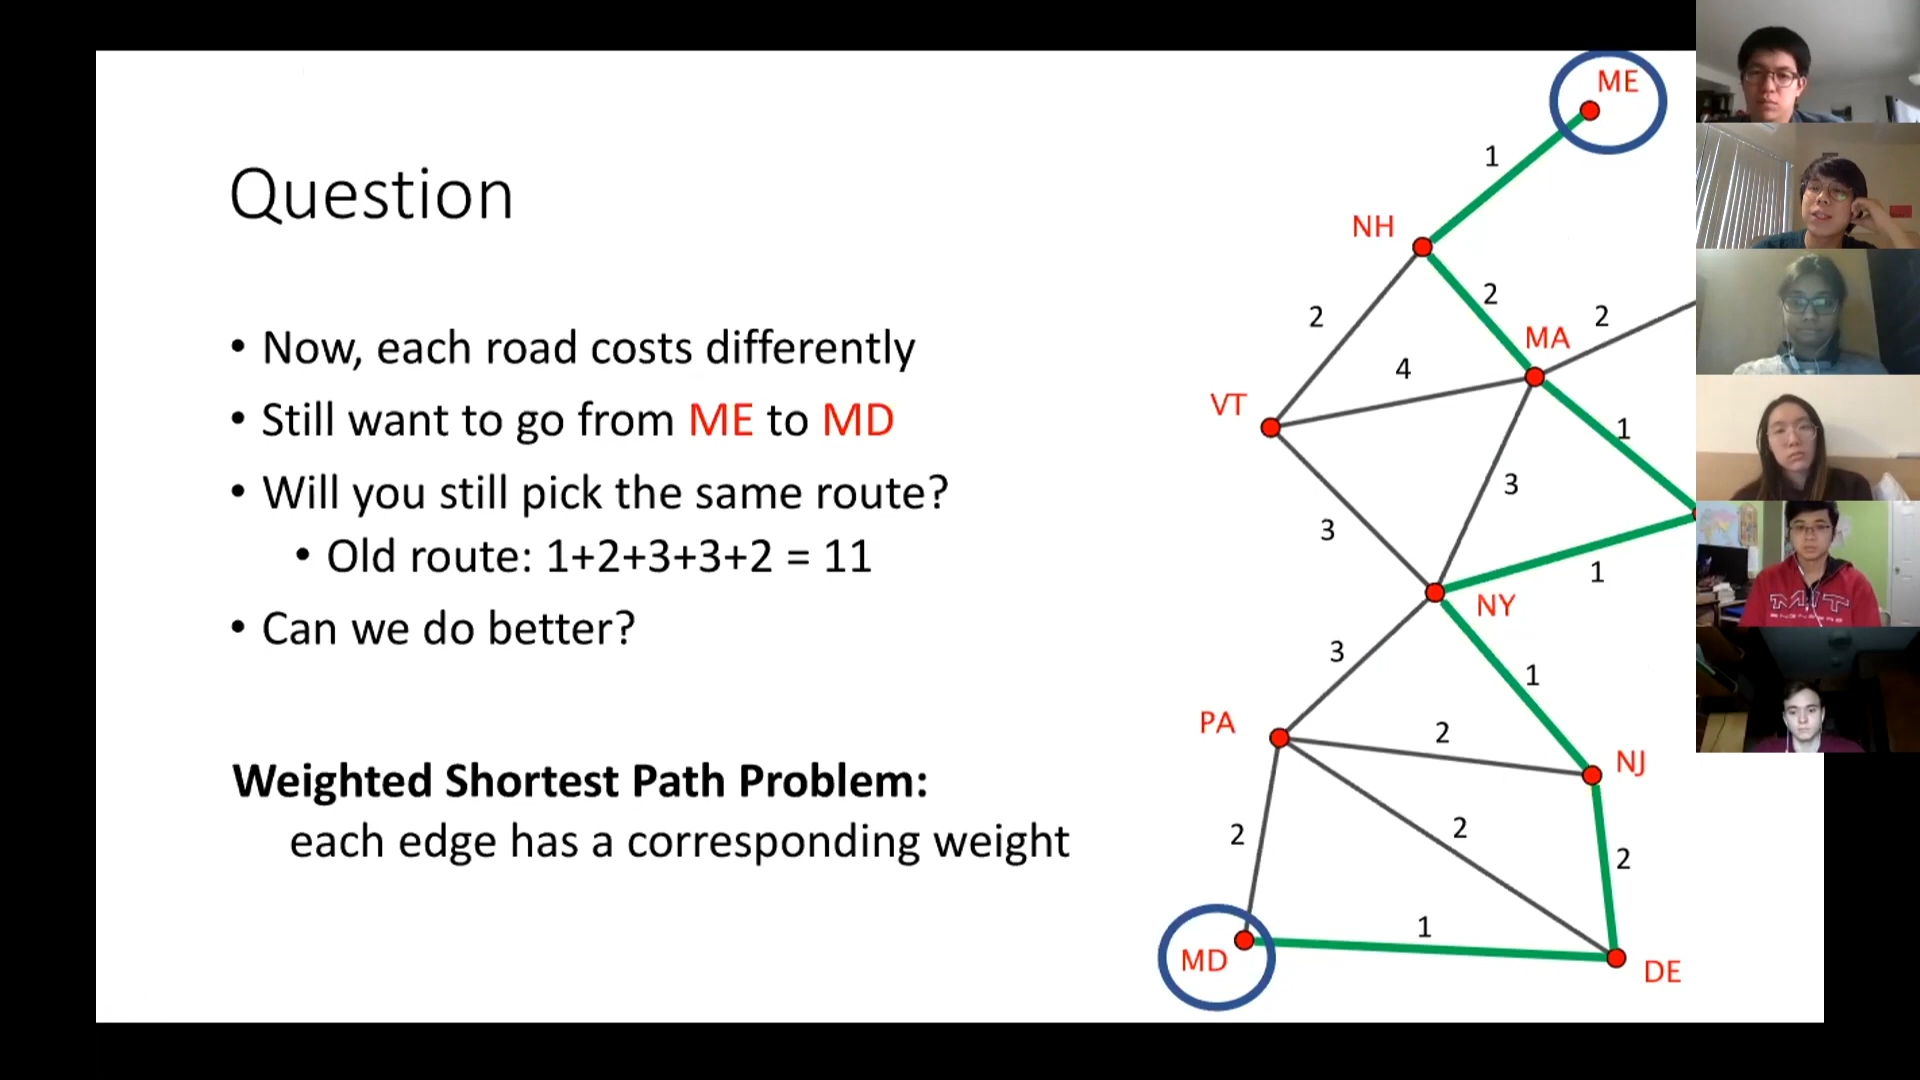 Question
• Now, each road costs differently
• Still want to go from ME to MD
• Will you still pick the same route?
• Old route: 1+2+3+3+2 = 11
• Can we do better?
Weighted Shortest Path Problem:
each edge has a corresponding weight
ME
1
NH
2
2
2
MA
4
VT
1
3
3
1
NY
3
1
PA
2
NJ
2
2
2
1
MD
DE
MIT